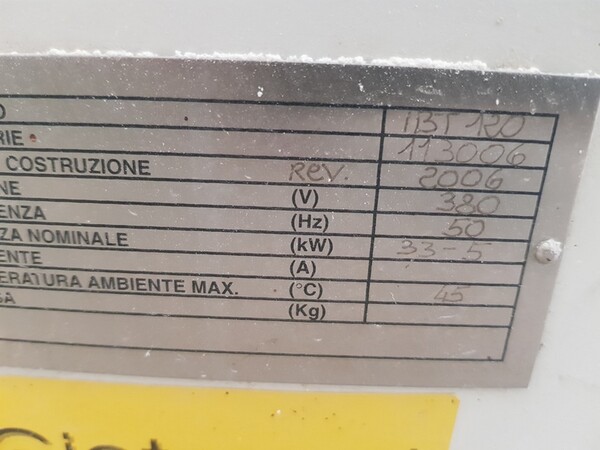 O
RIE 113006
COSTRUZIONE Rev. 2006
NE (V) 380
ENZA (Hz) 50
ZA NOMINALE (kW) 33-5
ENTE (A)
ERATURA AMBIENTE MAX. (°C) 45
SA (Kg)